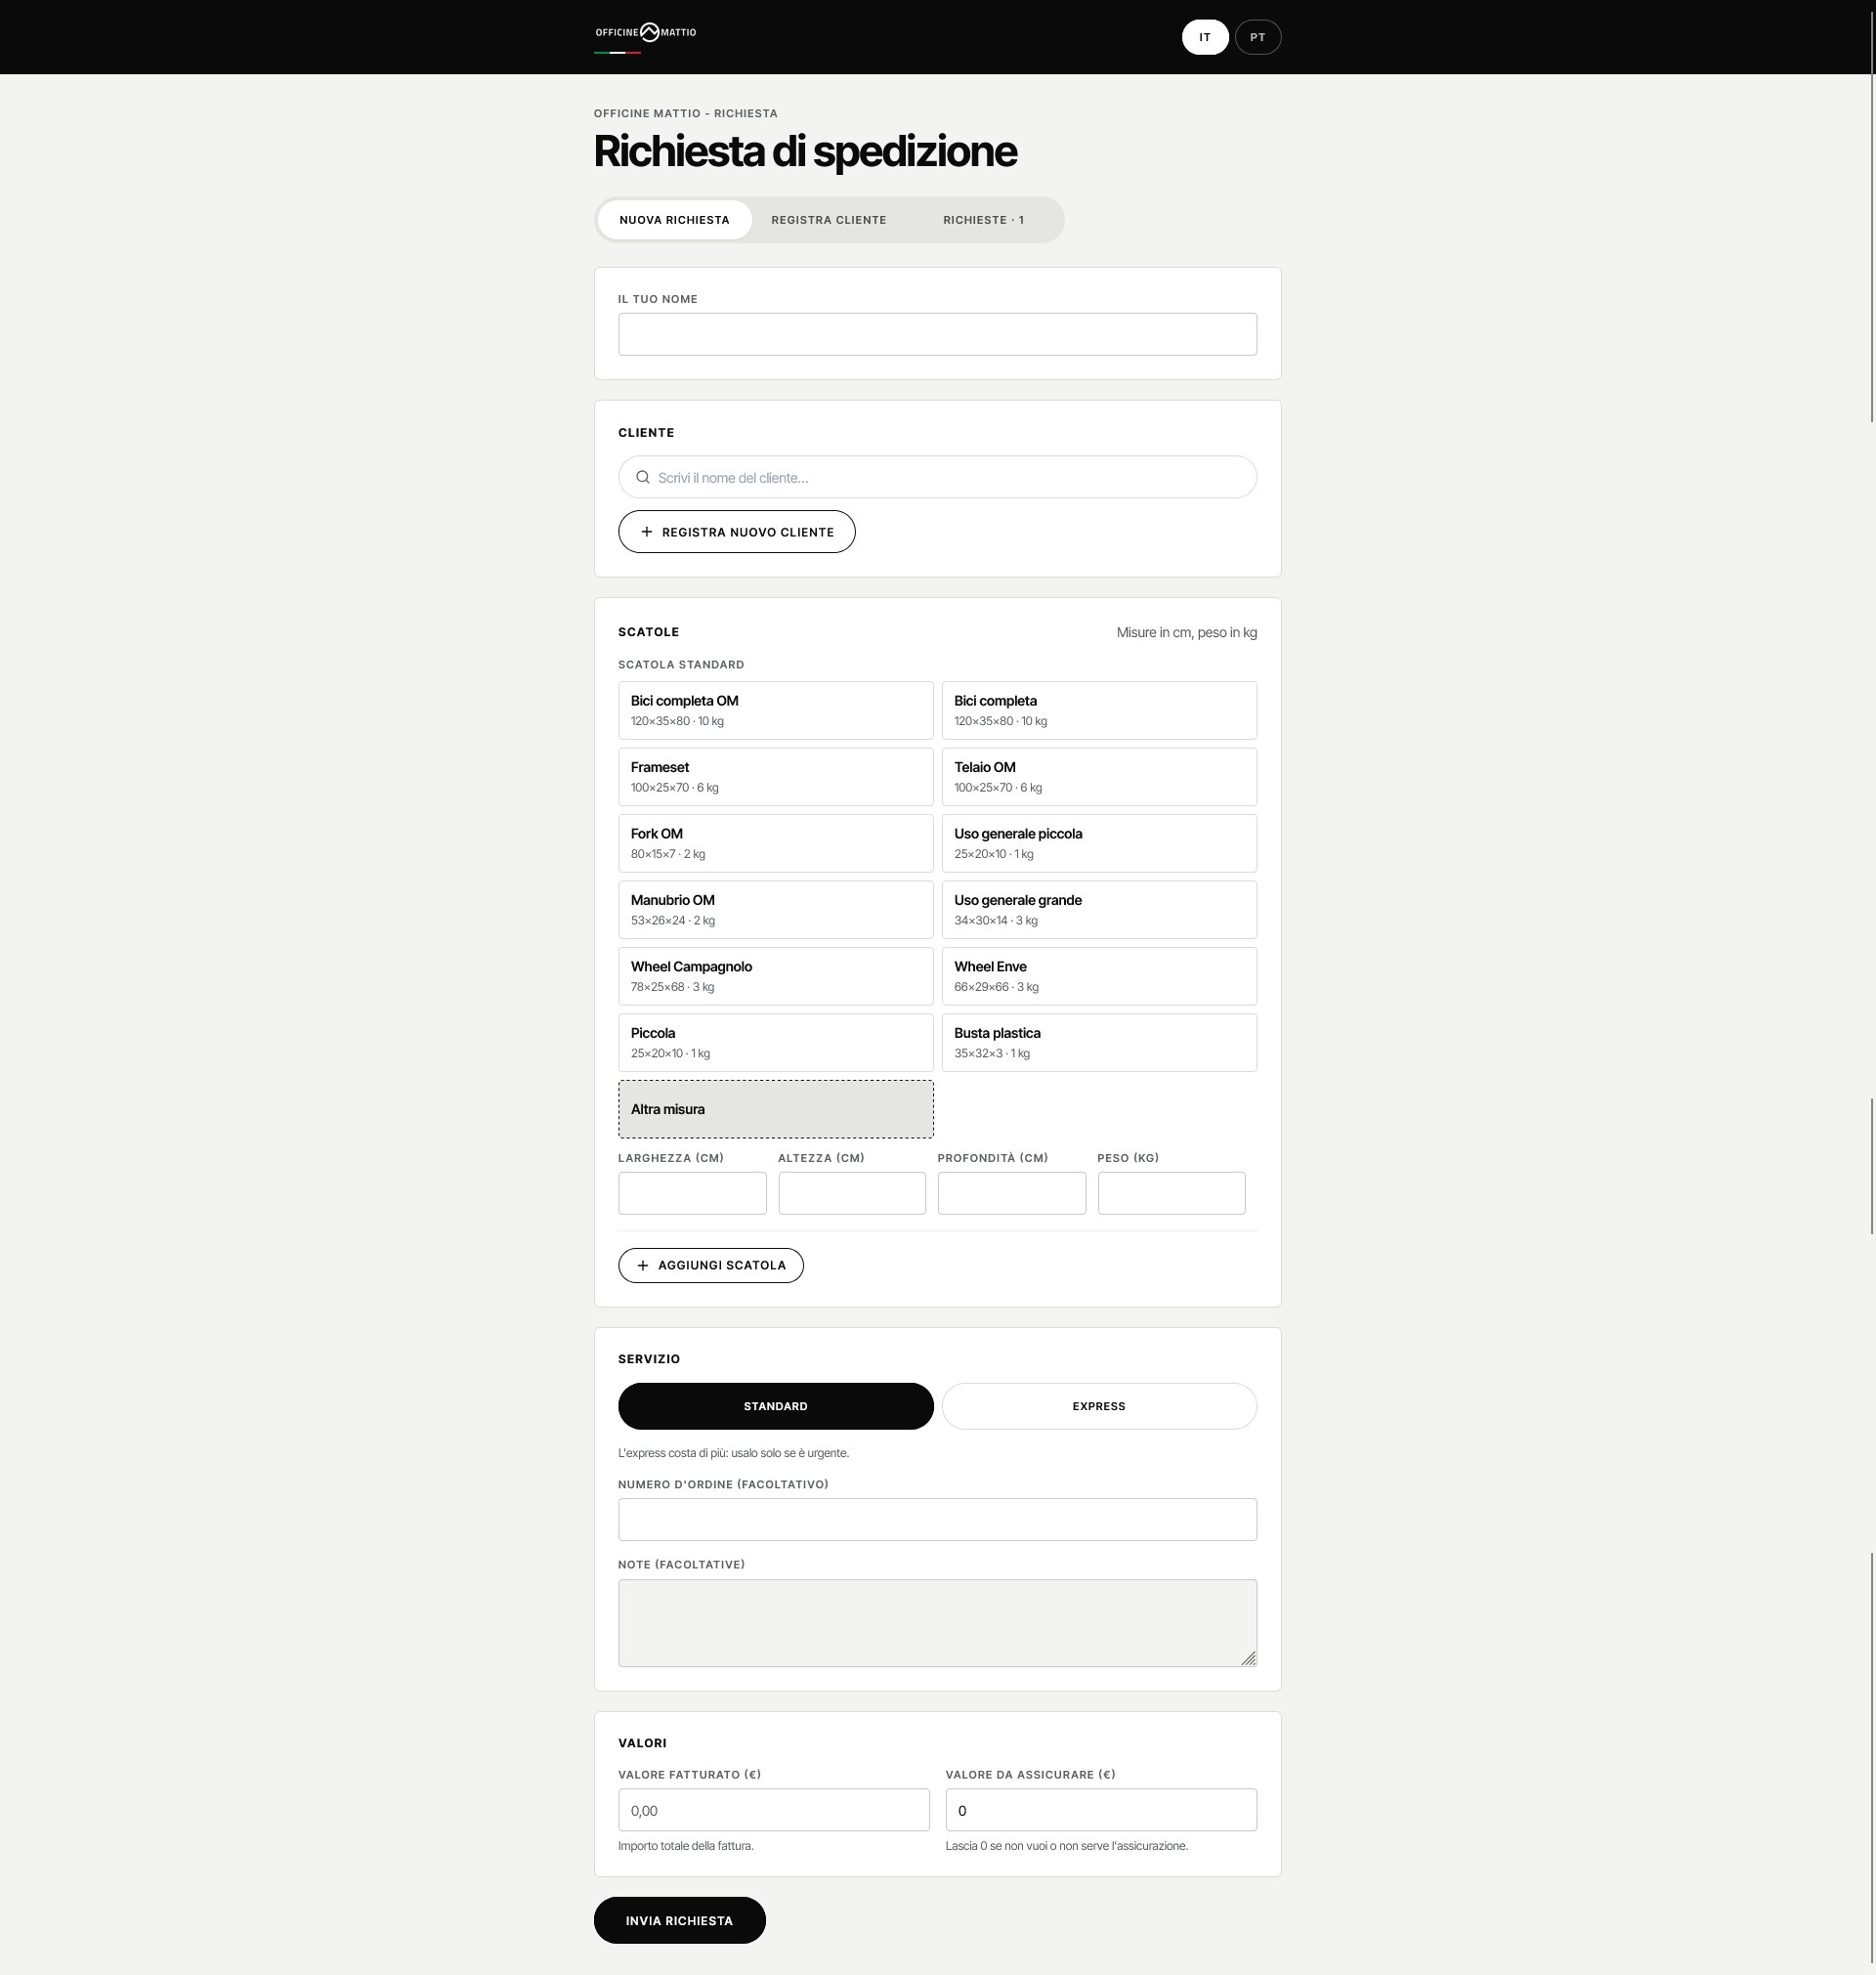 OFFICINE MATTIO
IT PT
OFFICINE MATTIO - RICHIESTA
Richiesta di spedizione
NUOVA RICHIESTA REGISTRA CLIENTE RICHIESTE · 1
IL TUO NOME
CLIENTE
Scrivi il nome del cliente...
+ REGISTRA NUOVO CLIENTE
SCATOLE Misure in cm, peso in kg
SCATOLA STANDARD
Bici completa OM Bici completa
120×35×80 · 10 kg 120×35×80 · 10 kg
Frameset Telaio OM
100×25×70 · 6 kg 100×25×70 · 6 kg
Fork OM Uso generale piccola
80×15×7 · 2 kg 25×20×10 · 1 kg
Manubrio OM Uso generale grande
53×26×24 · 2 kg 34×30×14 · 3 kg
Wheel Campagnolo Wheel Enve
78×25×68 · 3 kg 66×29×66 · 3 kg
Piccola Busta plastica
25×20×10 · 1 kg 35×32×3 · 1 kg
Altra misura
LARGHEZZA (CM) ALTEZZA (CM) PROFONDITÀ (CM) PESO (KG)
+ AGGIUNGI SCATOLA
SERVIZIO
STANDARD EXPRESS
L'express costa di più: usalo solo se è urgente.
NUMERO D'ORDINE (FACOLTATIVO)
NOTE (FACOLTATIVE)
VALORI
VALORE FATTURATO (€) VALORE DA ASSICURARE (€)
0,00 0
Importo totale della fattura. Lascia 0 se non vuoi o non serve l'assicurazione.
INVIA RICHIESTA